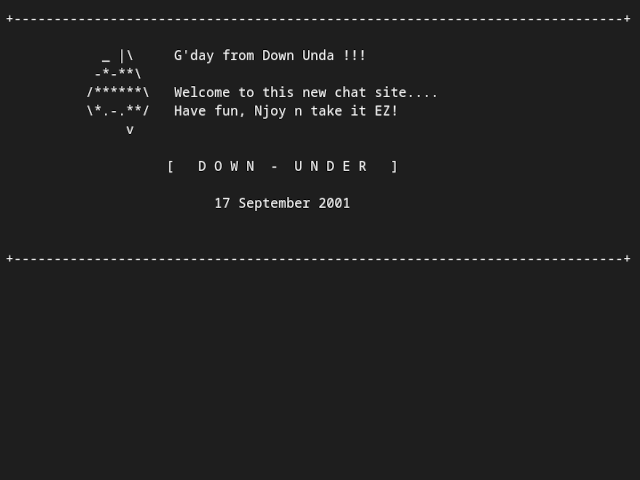 +----------------------------------------------------------------------------+
            _ |\     G'day from Down Unda !!!
           -*-**\
          /******\   Welcome to this new chat site....
          \*.-.**/   Have fun, Njoy n take it EZ!
               v
                    [   D O W N  -  U N D E R   ]
                          17 September 2001
+----------------------------------------------------------------------------+